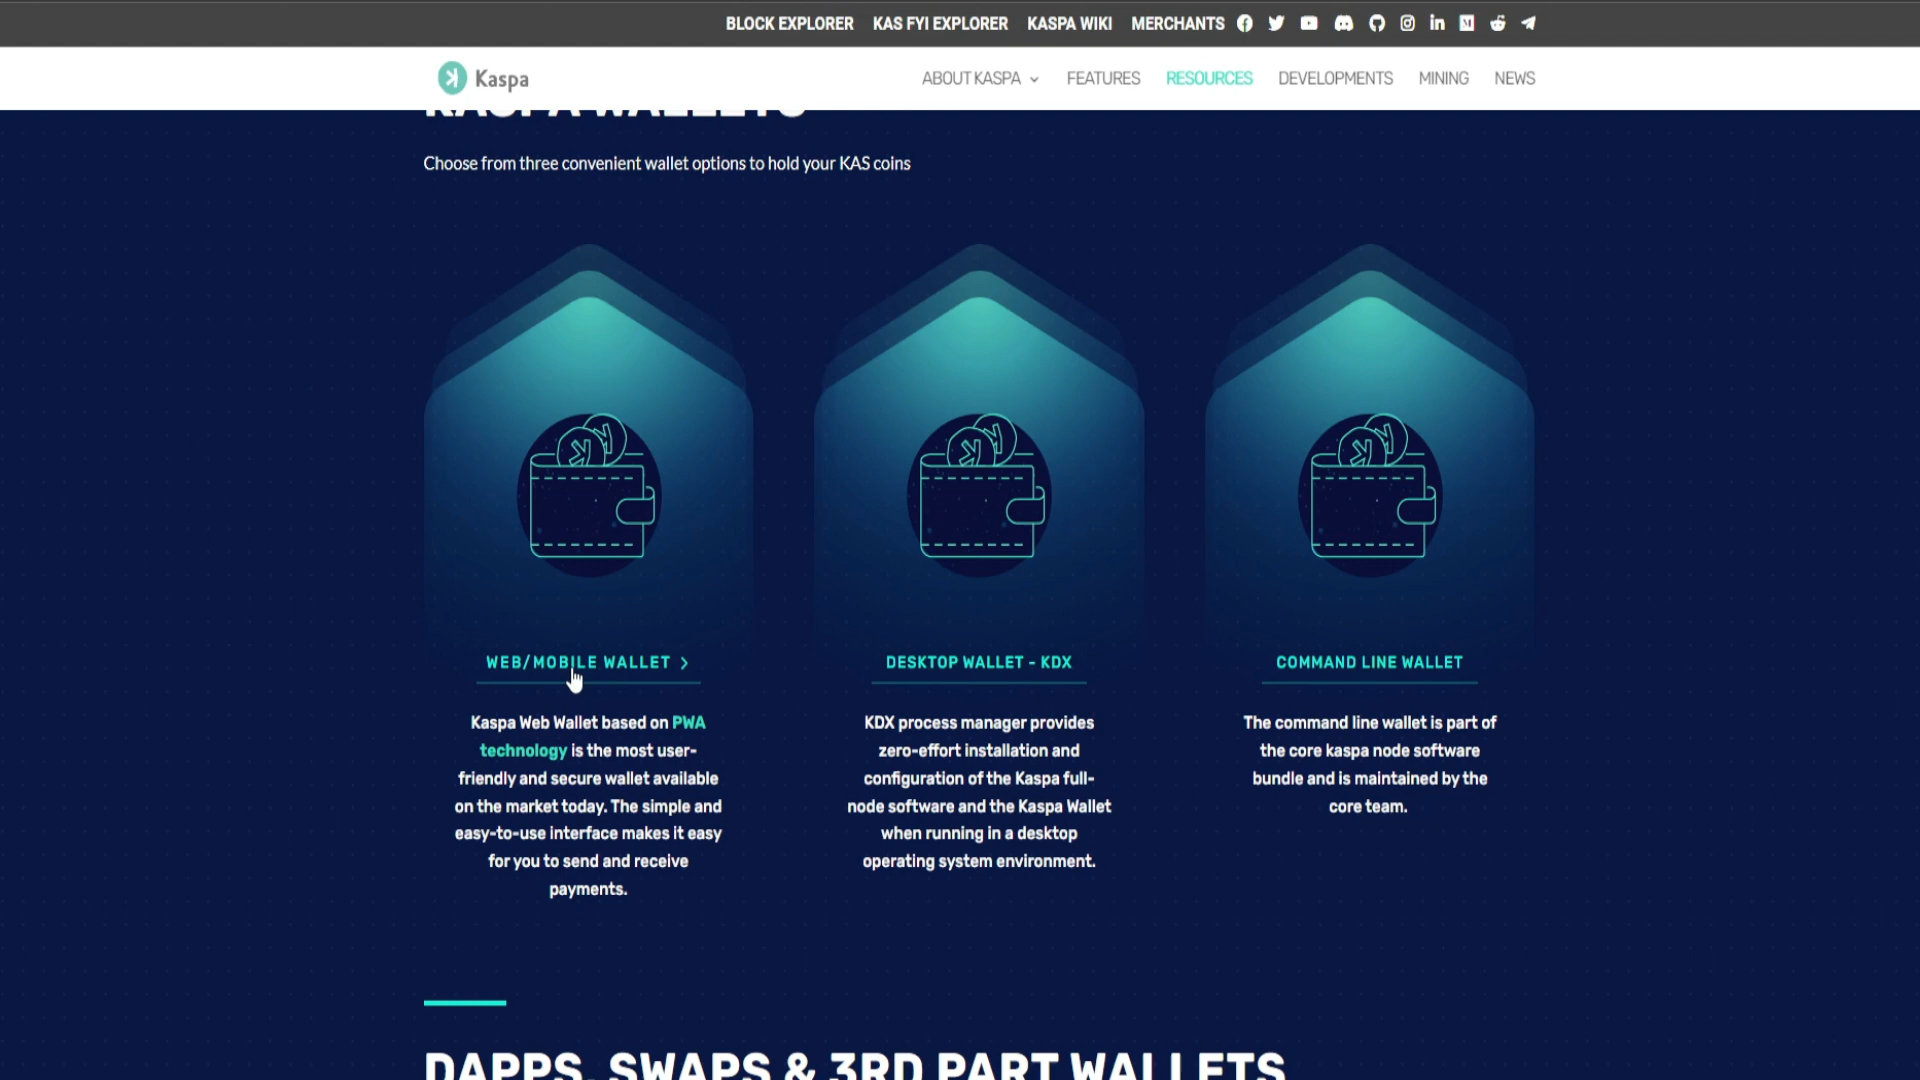 BLOCK EXPLORER KAS FYI EXPLORER KASPA WIKI MERCHANTS
Kaspa ABOUT KASPA FEATURES RESOURCES DEVELOPMENTS MINING NEWS
KASPA WALLETS
Choose from three convenient wallet options to hold your KAS coins
WEB/MOBILE WALLET >
Kaspa Web Wallet based on PWA
technology is the most user-
friendly and secure wallet available
on the market today. The simple and
easy-to-use interface makes it easy
for you to send and receive
payments.
DESKTOP WALLET - KDX
KDX process manager provides
zero-effort installation and
configuration of the Kaspa full-
node software and the Kaspa Wallet
when running in a desktop
operating system environment.
COMMAND LINE WALLET
The command line wallet is part of
the core kaspa node software
bundle and is maintained by the
core team.
DAPPS, SWAPS & 3RD PART WALLETS